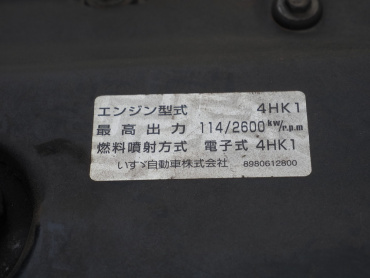 エンジン型式 4HK1
最高出力 114/2600 kw/r.p.m
燃料噴射方式 電子式 4HK1
いすゞ自動車株式会社 8980612800